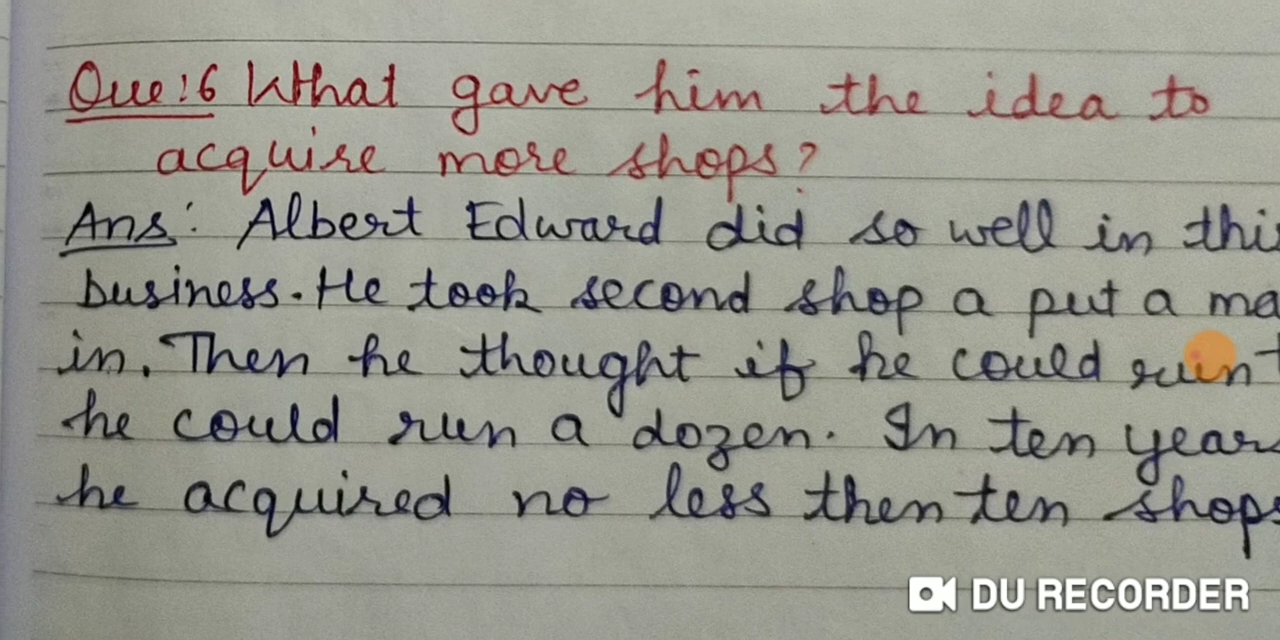 Que:6 What gave him the idea to
acquire more shops?
Ans: Albert Edward did so well in thi
business. He took second shop a put a ma
in. Then he thought if he could run t
he could run a dozen. In ten year
he acquired no less then ten shops
DU RECORDER